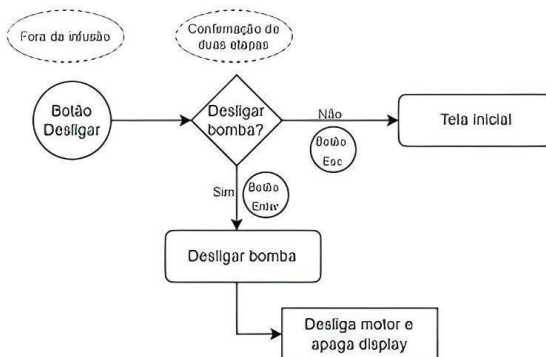 Fora da infusão
Confirmação de
duas etapas
Botão
Desligar
Desligar
bomba?
Não
Botão
Esc
Tela inicial
Sim
Botão
Enter
Desligar bomba
Desliga motor e
apaga display